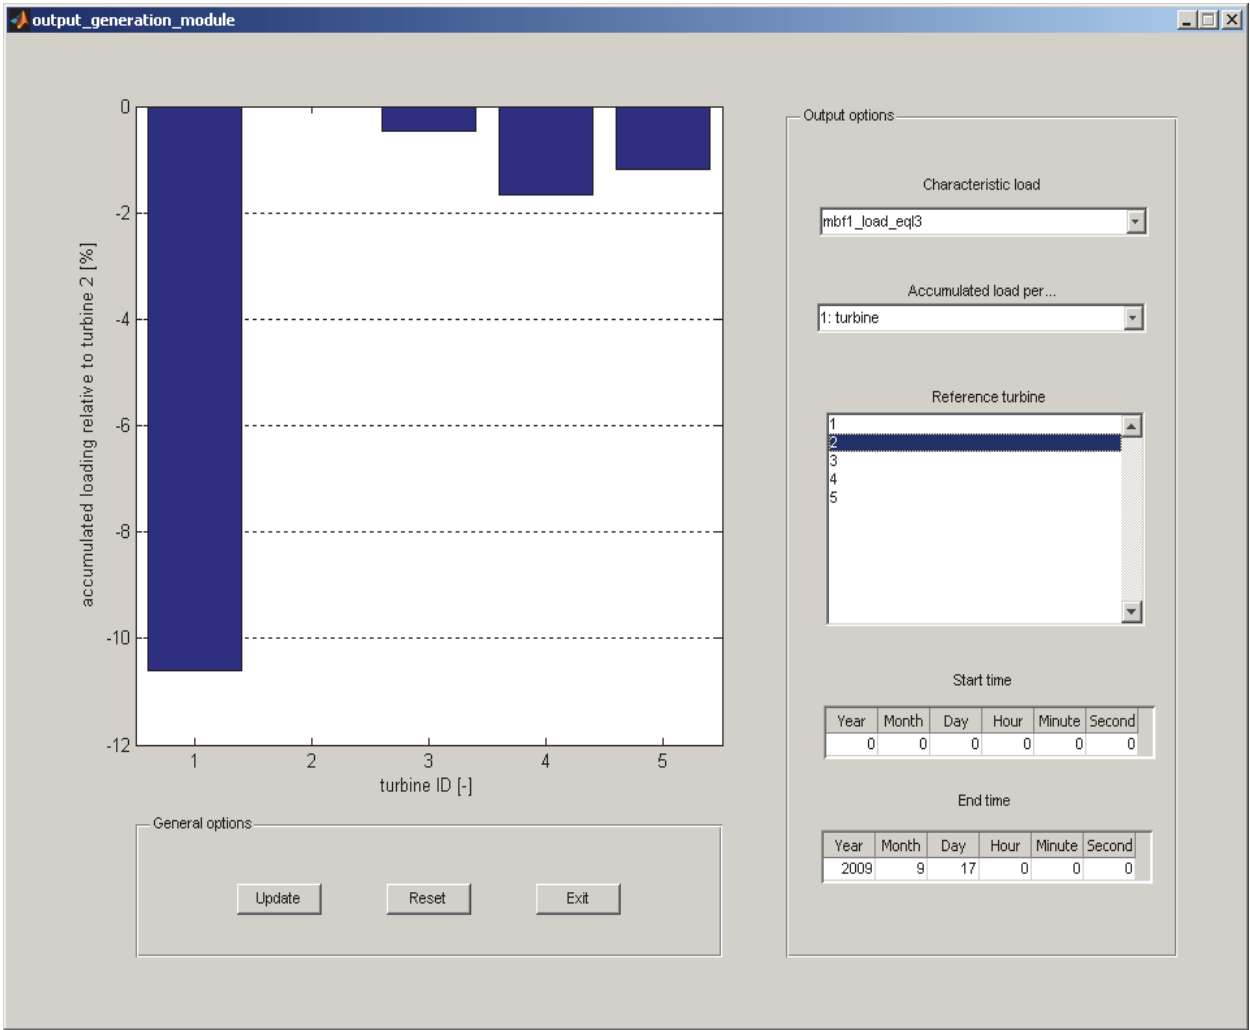 output_generation_module
0
-2
-4
-6
-8
-10
-12
accumulated loading relative to turbine 2 [%]
1 2 3 4 5
turbine ID [-]
General options
Update Reset Exit
Output options
Characteristic load
mbf1_load_eql3
Accumulated load per...
1: turbine
Reference turbine
1
2
3
4
5
Start time
Year Month Day Hour Minute Second
0 0 0 0 0 0
End time
Year Month Day Hour Minute Second
2009 9 17 0 0 0